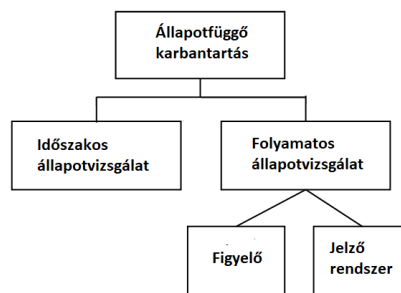 Állapotfüggő
karbantartás
Időszakos
állapotvizsgálat
Folyamatos
állapotvizsgálat
Figyelő
Jelző
rendszer